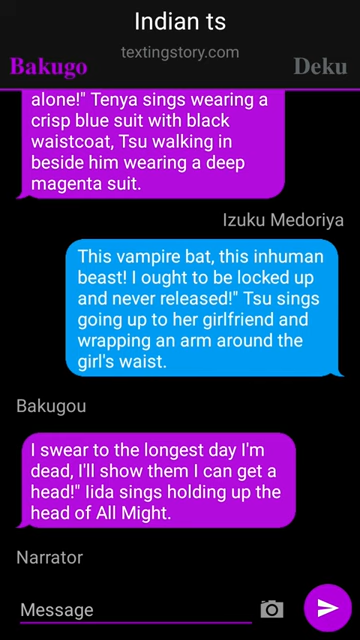 Indian ts
textingstory.com
Bakugo
Deku
alone!" Tenya sings wearing a
crisp blue suit with black
waistcoat, Tsu walking in
beside him wearing a deep
magenta suit.
Izuku Medoriya
This vampire bat, this inhuman
beast! I ought to be locked up
and never released!" Tsu sings
going up to her girlfriend and
wrapping an arm around the
girl's waist.
Bakugou
I swear to the longest day I'm
dead, I'll show them I can get a
head!" Iida sings holding up the
head of All Might.
Narrator
Message